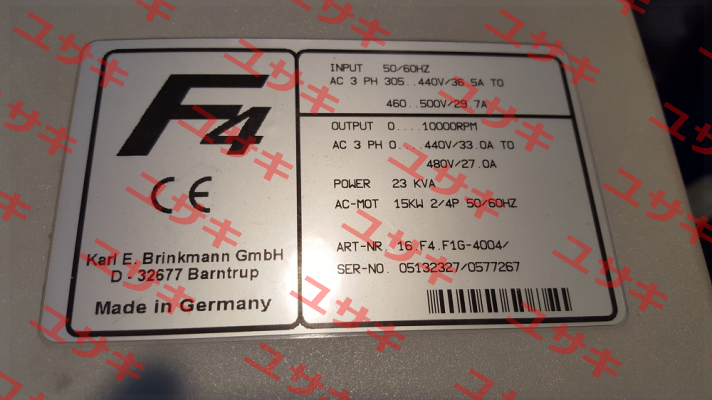 F4
CE
Karl E. Brinkmann GmbH
D - 32677 Barntrup
Made in Germany
INPUT 50/60HZ
AC 3 PH 305..440V/36.5A TO
460..500V/29.7A
OUTPUT 0....10000RPM
AC 3 PH 0...440V/33.0A TO
480V/27.0A
POWER 23 KVA
AC-MOT 15KW 2/4P 50/60HZ
ART-NR. 16.F4.F1G-4004/
SER-NO. 05132327/0577267
ユサキ